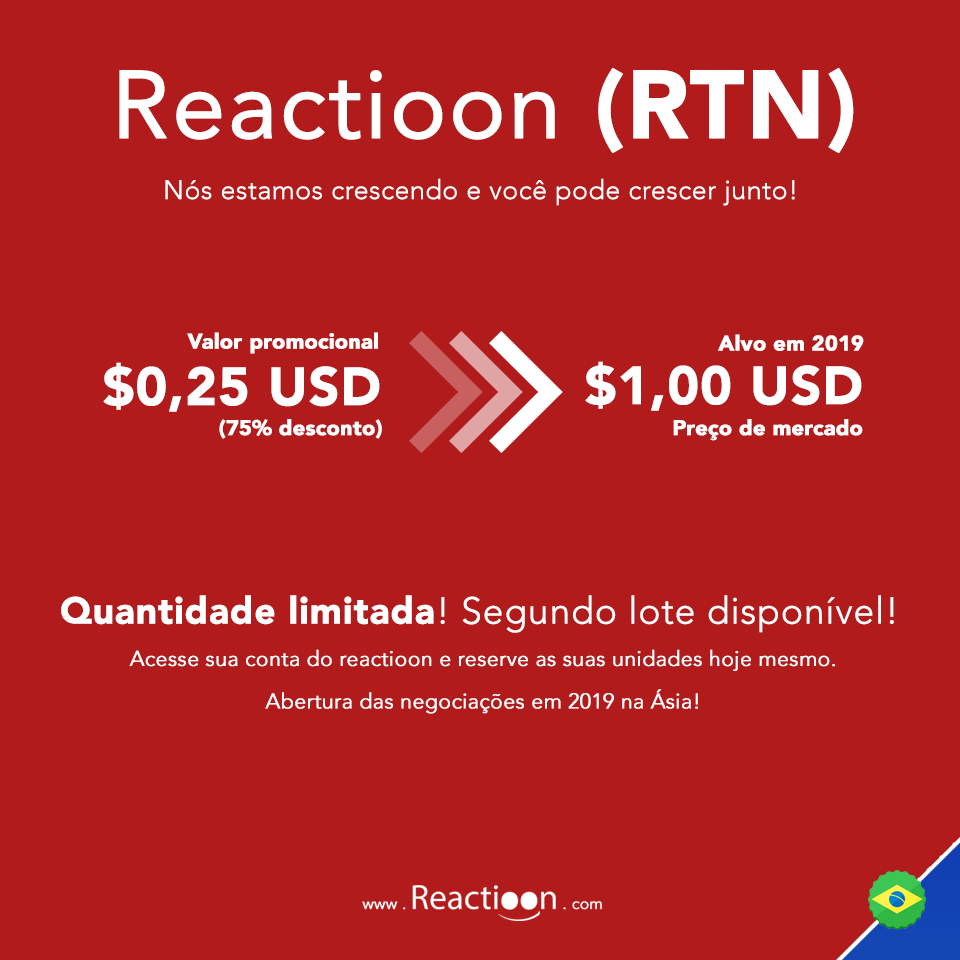 Reactioon (RTN)
Nós estamos crescendo e você pode crescer junto!
Valor promocional
$0,25 USD
(75% desconto)
Alvo em 2019
$1,00 USD
Preço de mercado
Quantidade limitada! Segundo lote disponível!
Acesse sua conta do reactioon e reserve as suas unidades hoje mesmo.
Abertura das negociações em 2019 na Ásia!
www . Reactioon . com